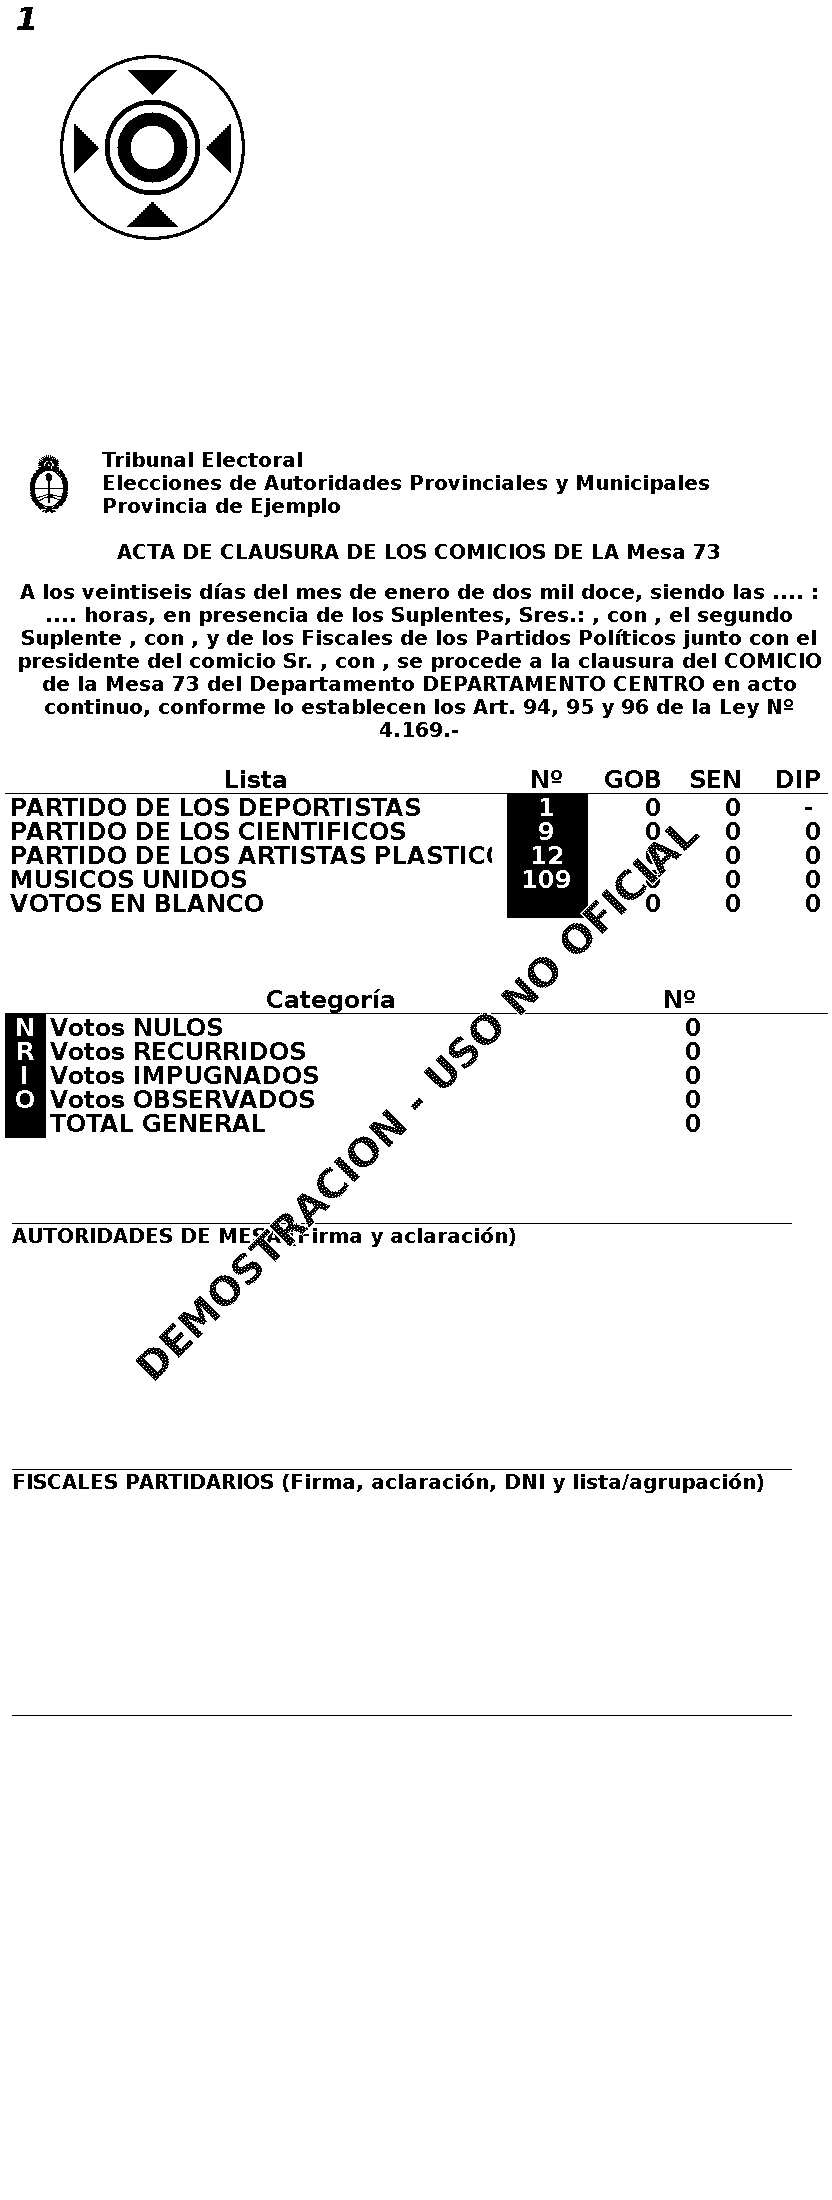 1
Tribunal Electoral
Elecciones de Autoridades Provinciales y Municipales
Provincia de Ejemplo
ACTA DE CLAUSURA DE LOS COMICIOS DE LA Mesa 73
A los veintiseis días del mes de enero de dos mil doce, siendo las .... :
.... horas, en presencia de los Suplentes, Sres.: , con , el segundo
Suplente , con , y de los Fiscales de los Partidos Políticos junto con el
presidente del comicio Sr. , con , se procede a la clausura del COMICIO
de la Mesa 73 del Departamento DEPARTAMENTO CENTRO en acto
continuo, conforme lo establecen los Art. 94, 95 y 96 de la Ley Nº
4.169.-
Lista Nº GOB SEN DIP
PARTIDO DE LOS DEPORTISTAS 1 0 0 -
PARTIDO DE LOS CIENTIFICOS 9 0 0 0
PARTIDO DE LOS ARTISTAS PLASTICO 12 0 0 0
MUSICOS UNIDOS 109 0 0 0
VOTOS EN BLANCO 0 0 0
Categoría Nº
N Votos NULOS 0
R Votos RECURRIDOS 0
I Votos IMPUGNADOS 0
O Votos OBSERVADOS 0
TOTAL GENERAL 0
DEMOSTRACION - USO NO OFICIAL
AUTORIDADES DE MESA (Firma y aclaración)
FISCALES PARTIDARIOS (Firma, aclaración, DNI y lista/agrupación)